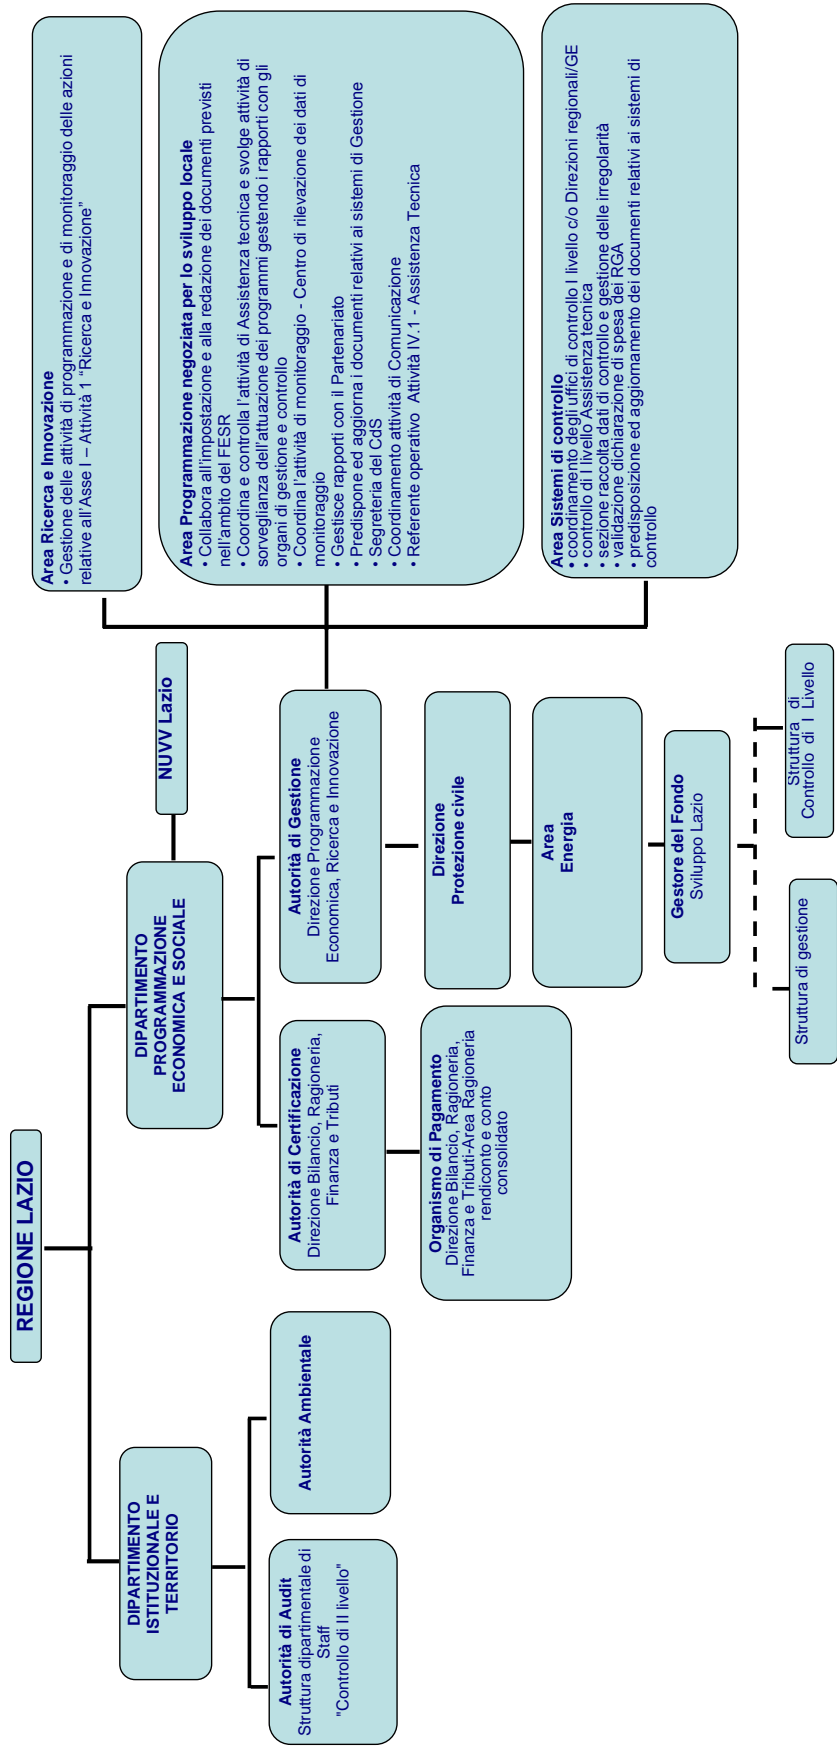 REGIONE LAZIO
DIPARTIMENTO
ISTITUZIONALE E
TERRITORIO
DIPARTIMENTO
PROGRAMMAZIONE
ECONOMICA E SOCIALE
NUVV Lazio
Autorità di Audit
Struttura dipartimentale di
Staff
"Controllo di II livello"
Autorità Ambientale
Autorità di Certificazione
Direzione Bilancio, Ragioneria,
Finanza e Tributi
Autorità di Gestione
Direzione Programmazione
Economica, Ricerca e Innovazione
Organismo di Pagamento
Direzione Bilancio, Ragioneria,
Finanza e Tributi-Area Ragioneria
rendiconto e conto
consolidato
Direzione
Protezione civile
Area
Energia
Gestore del Fondo
Sviluppo Lazio
Struttura di gestione
Struttura di
Controllo di I Livello
Area Ricerca e Innovazione
• Gestione delle attività di programmazione e di monitoraggio delle azioni
relative all'Asse I – Attività 1 “Ricerca e Innovazione”
Area Programmazione negoziata per lo sviluppo locale
• Collabora all'impostazione e alla redazione dei documenti previsti
nell'ambito del FESR
• Coordina e controlla l'attività di Assistenza tecnica e svolge attività di
sorveglianza dell'attuazione dei programmi gestendo i rapporti con gli
organi di gestione e controllo
• Coordina l'attività di monitoraggio - Centro di rilevazione dei dati di
monitoraggio
• Gestisce rapporti con il Partenariato
• Predispone ed aggiorna i documenti relativi ai sistemi di Gestione
• Segreteria del CdS
• Coordinamento attività di Comunicazione
• Referente operativo Attività IV.1 - Assistenza Tecnica
Area Sistemi di controllo
• coordinamento degli uffici di controllo I livello c/o Direzioni regionali/GE
• controllo di I livello Assistenza tecnica
• sezione raccolta dati di controllo e gestione delle irregolarità
• validazione dichiarazione di spesa dei RGA
• predisposizione ed aggiornamento dei documenti relativi ai sistemi di
controllo